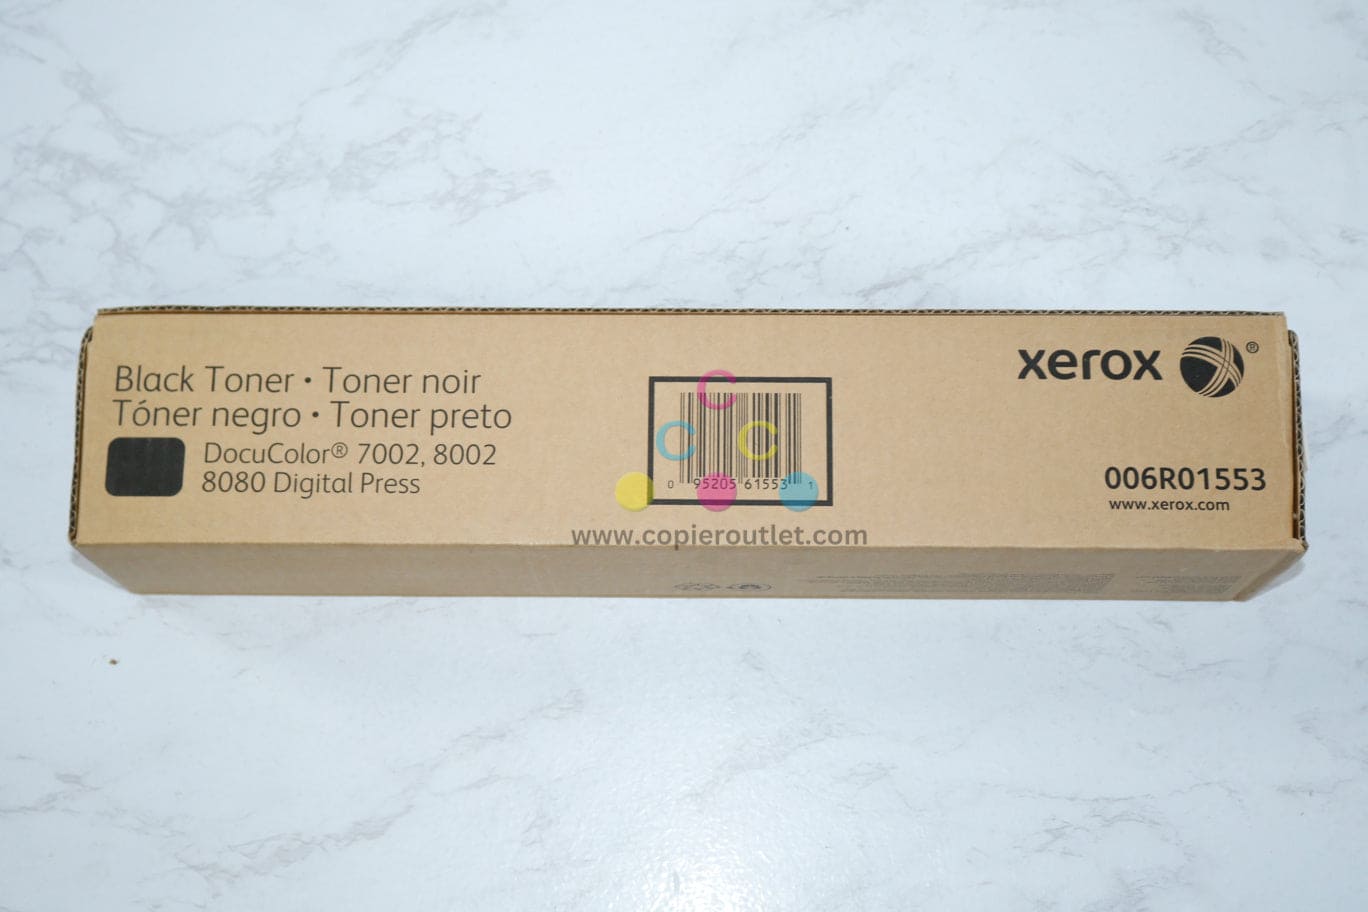 Black Toner • Toner noir
Tóner negro • Toner preto
DocuColor® 7002, 8002
8080 Digital Press
C
C C
0 95205 61553 1
www.copieroutlet.com
xerox ®
006R01553
www.xerox.com